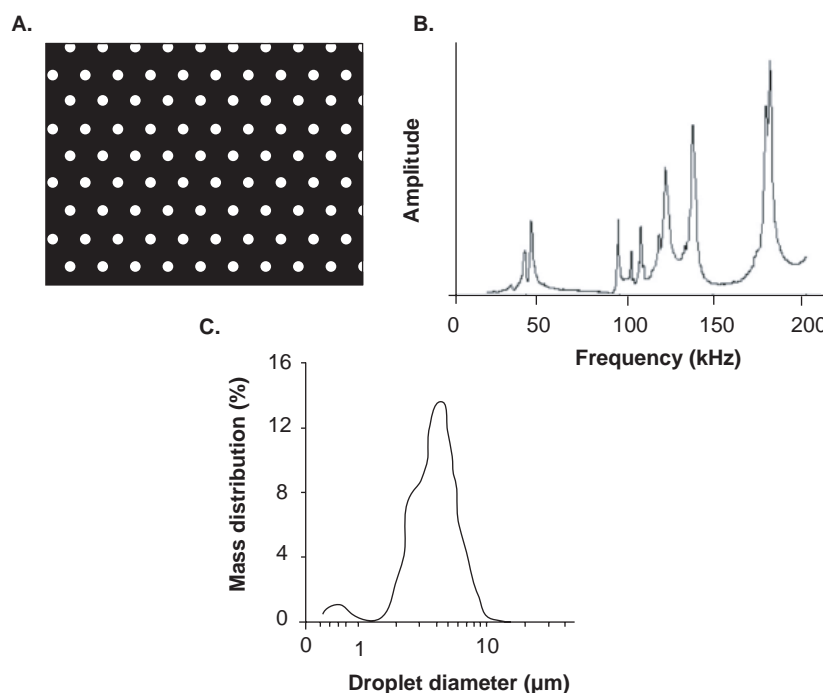 A.
B.
Amplitude
0 50 100 150 200
Frequency (kHz)
C.
Mass distribution (%)
16
12
8
4
0
0 1 10
Droplet diameter (µm)